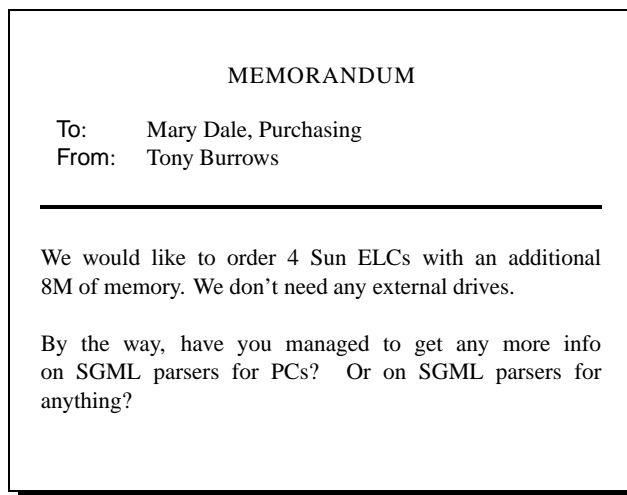 MEMORANDUM
To: Mary Dale, Purchasing
From: Tony Burrows
We would like to order 4 Sun ELCs with an additional
8M of memory. We don't need any external drives.
By the way, have you managed to get any more info
on SGML parsers for PCs? Or on SGML parsers for
anything?